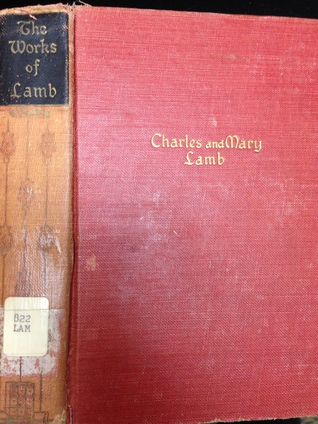 The
Works
of
Lamb
Charles and Mary
Lamb
822
LAM